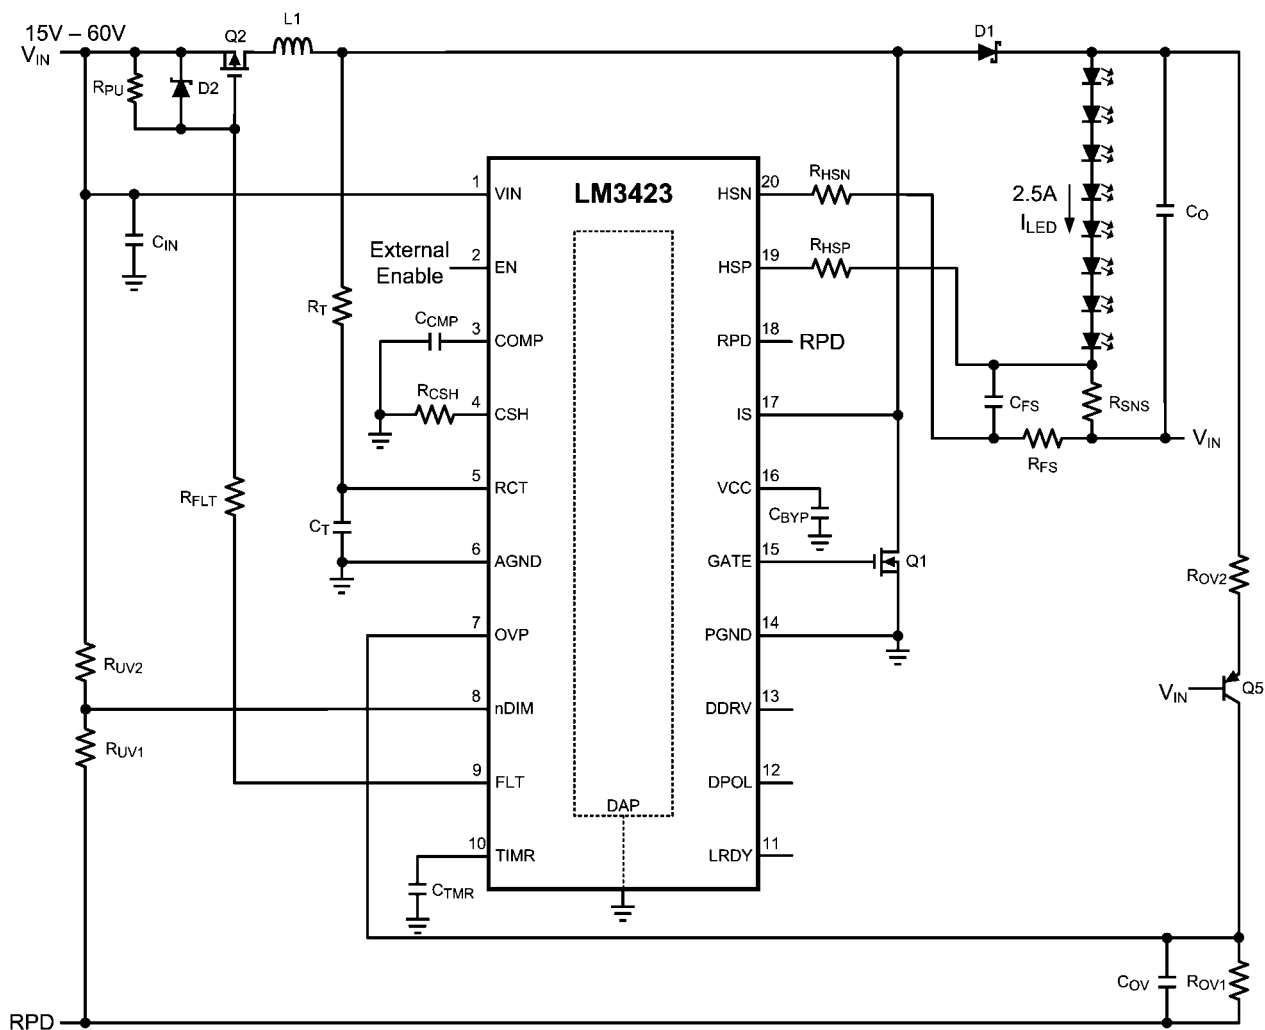 15V – 60V
VIN
Q2
L1
D1
RPU
D2
1
VIN
LM3423
HSN
20
RHSN
2.5A
ILED
CO
CIN
External
Enable
2
EN
HSP
19
RHSP
RT
CCMP
3
COMP
RPD
18
RPD
RCSH
4
CSH
IS
17
CFS
RSNS
RFS
VIN
RFLT
5
RCT
VCC
16
CBYP
CT
6
AGND
GATE
15
Q1
ROV2
7
OVP
PGND
14
RUV2
8
nDIM
DDRV
13
VIN
Q5
RUV1
9
FLT
DPOL
12
DAP
10
TIMR
LRDY
11
CTMR
COV
ROV1
RPD